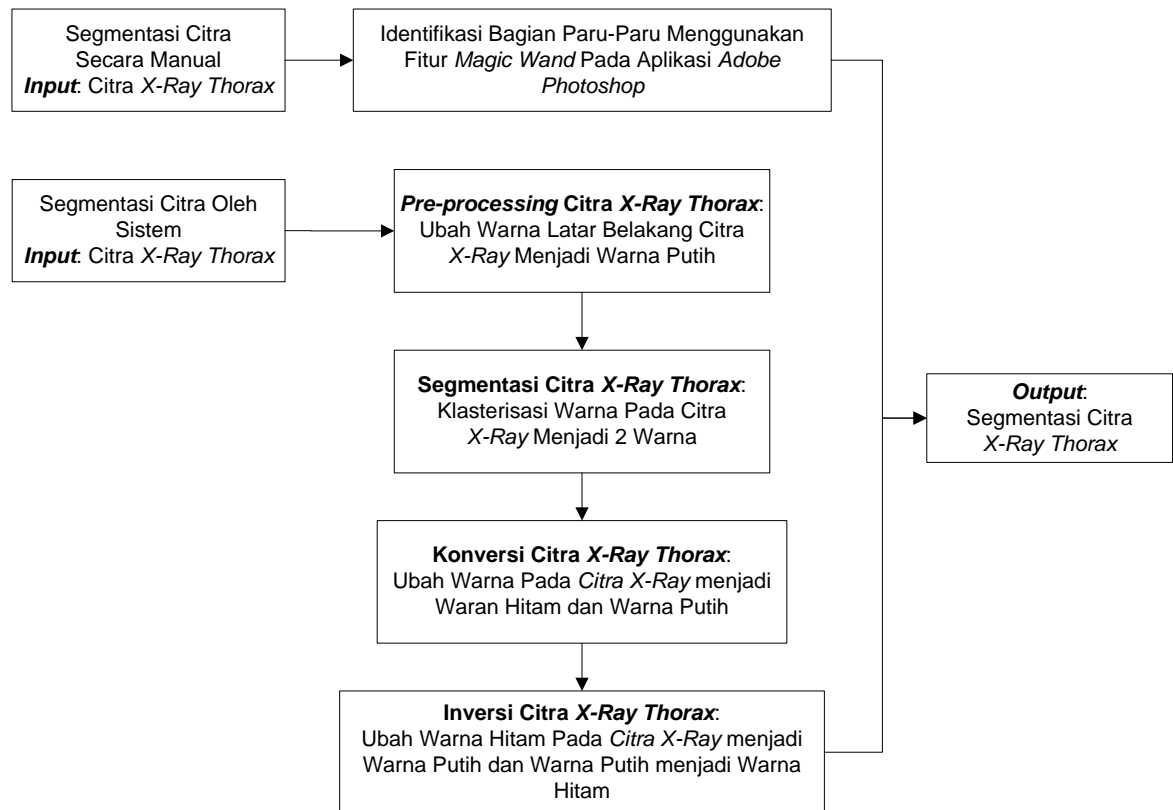 Segmentasi Citra
Secara Manual
Input: Citra X-Ray Thorax
Identifikasi Bagian Paru-Paru Menggunakan
Fitur Magic Wand Pada Aplikasi Adobe
Photoshop
Segmentasi Citra Oleh
Sistem
Input: Citra X-Ray Thorax
Pre-processing Citra X-Ray Thorax:
Ubah Warna Latar Belakang Citra
X-Ray Menjadi Warna Putih
Segmentasi Citra X-Ray Thorax:
Klasterisasi Warna Pada Citra
X-Ray Menjadi 2 Warna
Konversi Citra X-Ray Thorax:
Ubah Warna Pada Citra X-Ray menjadi
Waran Hitam dan Warna Putih
Inversi Citra X-Ray Thorax:
Ubah Warna Hitam Pada Citra X-Ray menjadi
Warna Putih dan Warna Putih menjadi Warna
Hitam
Output:
Segmentasi Citra
X-Ray Thorax